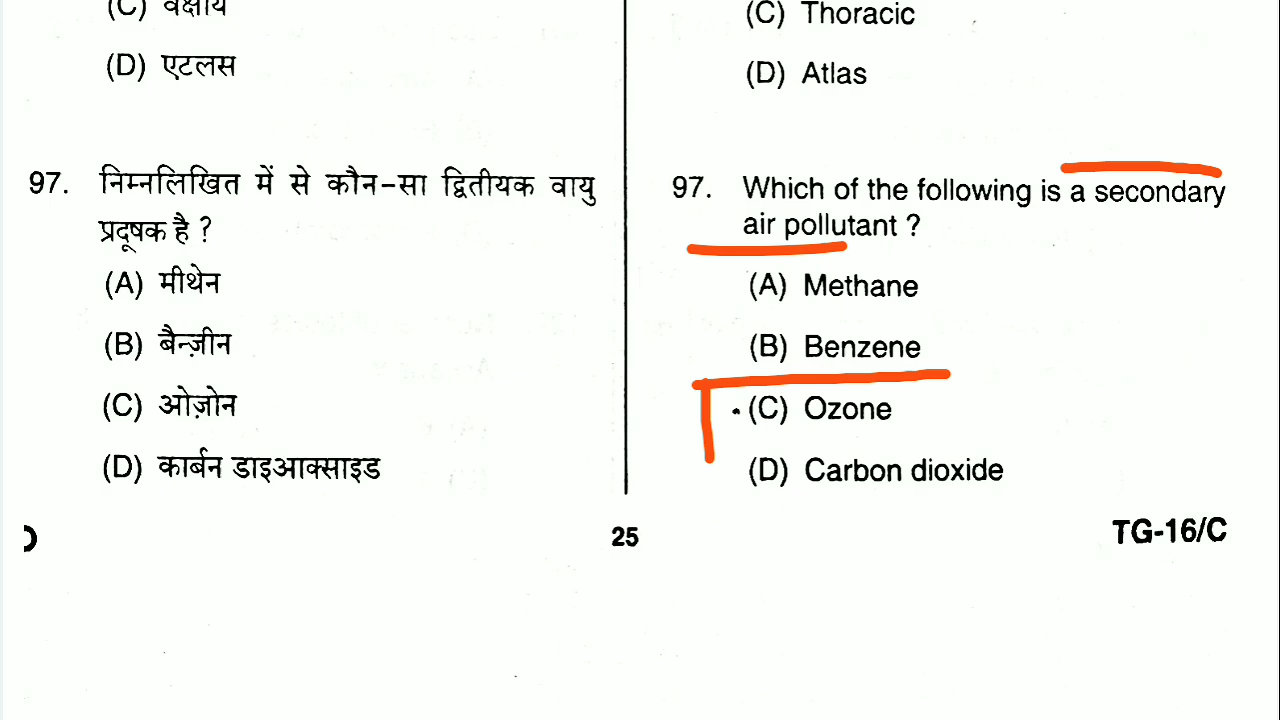 (C) वक्षीय
(D) एटलस
97. निम्नलिखित में से कौन-सा द्वितीयक वायु
प्रदूषक है ?
(A) मीथेन
(B) बैन्ज़ीन
(C) ओज़ोन
(D) कार्बन डाइआक्साइड
(C) Thoracic
(D) Atlas
97. Which of the following is a secondary
air pollutant ?
(A) Methane
(B) Benzene
(C) Ozone
(D) Carbon dioxide
25
TG-16/C